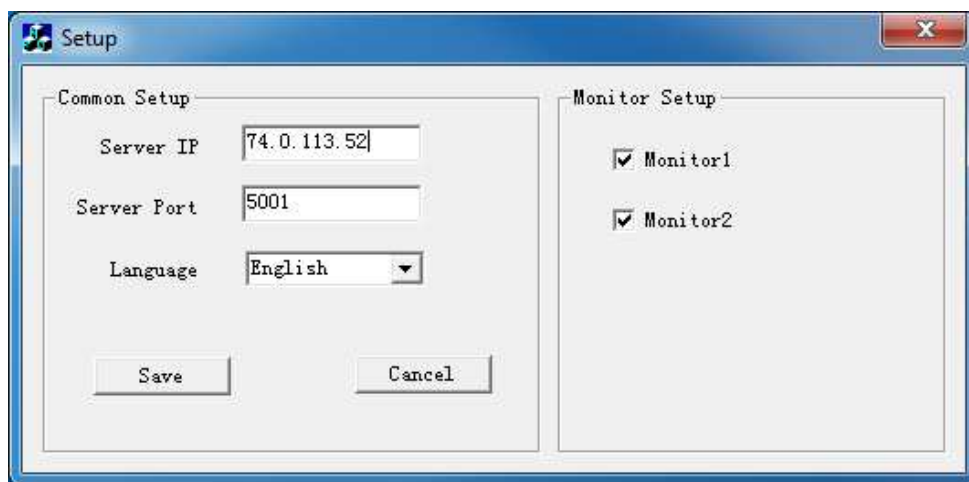 Setup
Common Setup
Server IP
74.0.113.52
Server Port
5001
Language
English
Save
Cancel
Monitor Setup
Monitor1
Monitor2